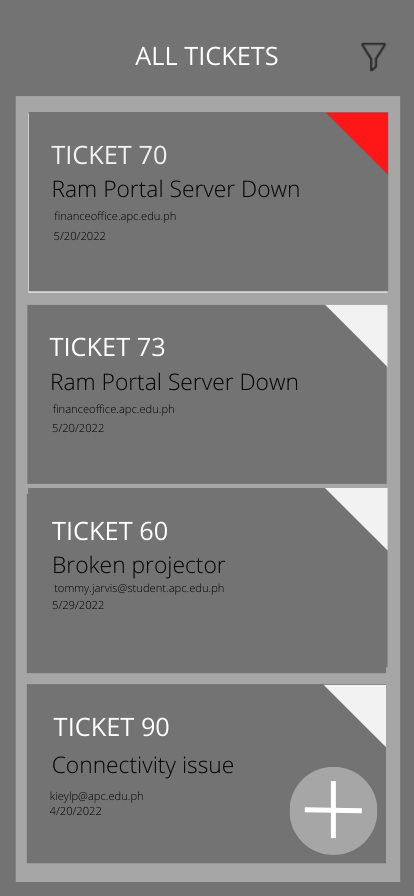 ALL TICKETS
TICKET 70
Ram Portal Server Down
financeoffice.apc.edu.ph
5/20/2022
TICKET 73
Ram Portal Server Down
financeoffice.apc.edu.ph
5/20/2022
TICKET 60
Broken projector
tommy.jarvis@student.apc.edu.ph
5/29/2022
TICKET 90
Connectivity issue
kieylp@apc.edu.ph
4/20/2022